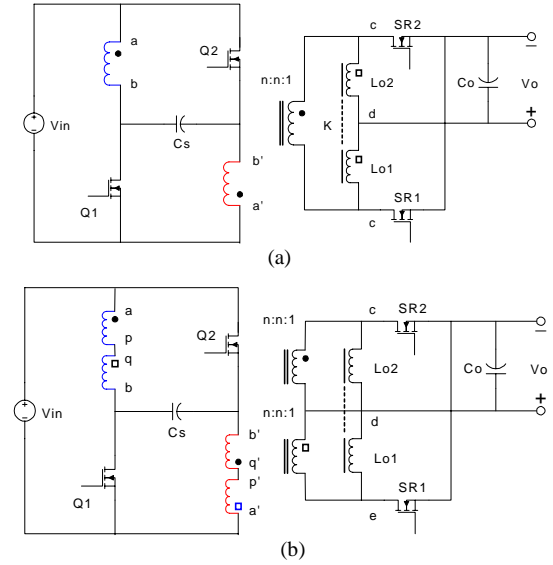 a
b
Q2
Vin
Cs
Q1
b'
a'
n:n:1
c
SR2
Lo2
K
d
Lo1
c
SR1
Co
Vo
−
+
(a)
a
p
q
b
Q2
Vin
Cs
Q1
b'
q'
p'
a'
n:n:1
n:n:1
c
SR2
Lo2
d
Lo1
e
SR1
Co
Vo
−
+
(b)